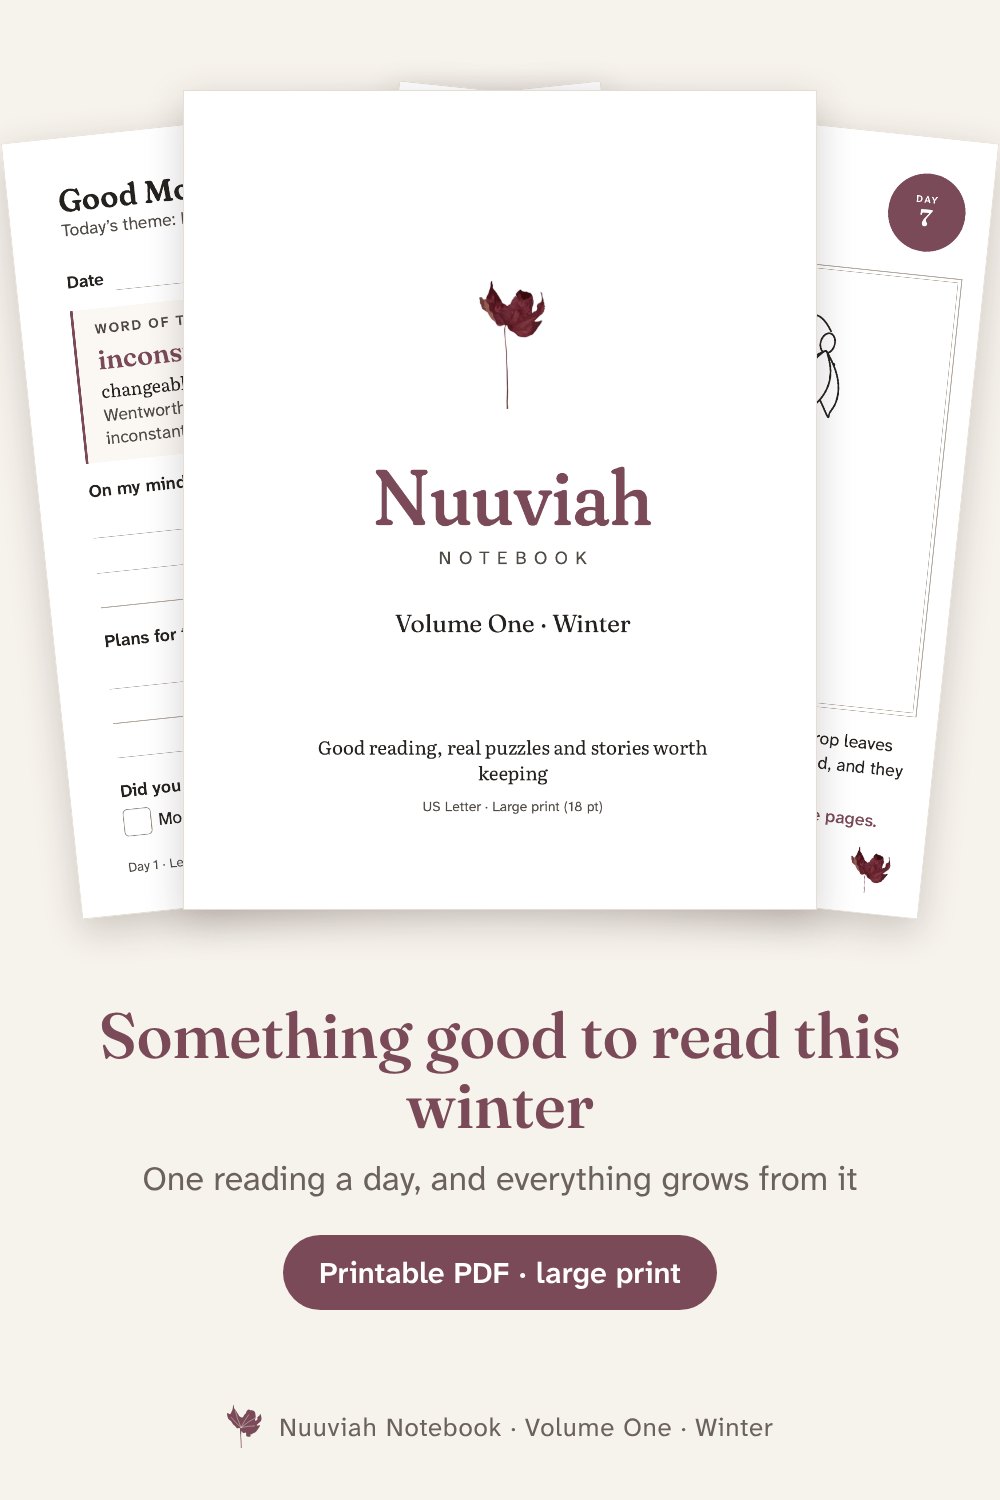 Good Mo
Today's theme:
Date
WORD OF T
incons
changeabl
Wentworth
inconstant
On my mind
Plans for
Did you
Mo
Day 1 · Le
Nuuviah
NOTEBOOK
Volume One · Winter
Good reading, real puzzles and stories worth
keeping
US Letter · Large print (18 pt)
DAY
7
rop leaves
d, and they
pages.
Something good to read this
winter
One reading a day, and everything grows from it
Printable PDF · large print
Nuuviah Notebook · Volume One · Winter